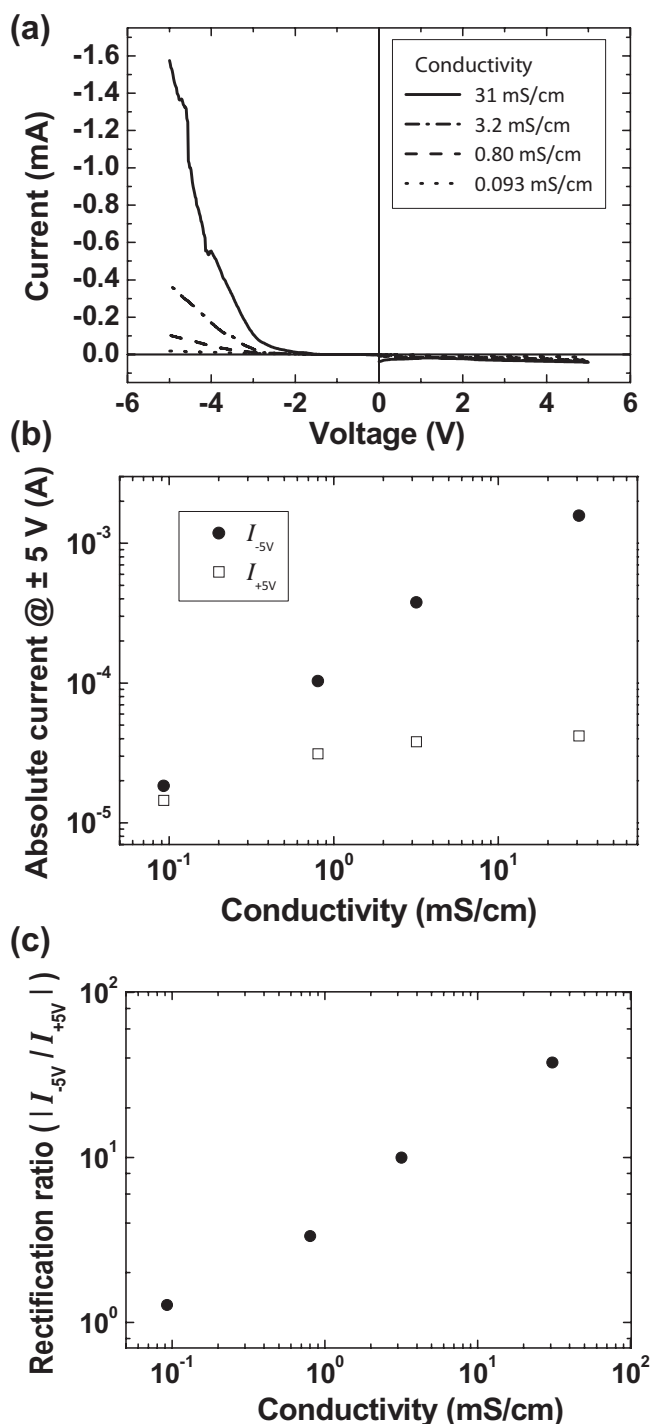 (a)
-1.6
-1.4
-1.2
-1.0
-0.8
-0.6
-0.4
-0.2
0.0
Current (mA)
Conductivity
31 mS/cm
3.2 mS/cm
0.80 mS/cm
0.093 mS/cm
-6 -4 -2 0 2 4 6
Voltage (V)
(b)
10^-3
10^-4
10^-5
Absolute current @ ± 5 V (A)
I_-5V
I_+5V
10^-1 10^0 10^1
Conductivity (mS/cm)
(c)
10^2
10^1
10^0
Rectification ratio ( | I_-5V / I_+5V | )
10^-1 10^0 10^1 10^2
Conductivity (mS/cm)